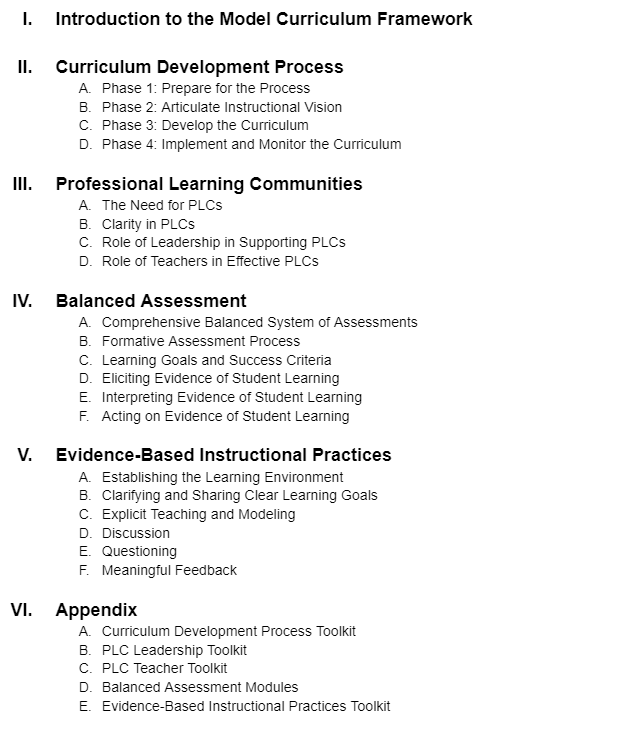 I. Introduction to the Model Curriculum Framework
II. Curriculum Development Process
A. Phase 1: Prepare for the Process
B. Phase 2: Articulate Instructional Vision
C. Phase 3: Develop the Curriculum
D. Phase 4: Implement and Monitor the Curriculum
III. Professional Learning Communities
A. The Need for PLCs
B. Clarity in PLCs
C. Role of Leadership in Supporting PLCs
D. Role of Teachers in Effective PLCs
IV. Balanced Assessment
A. Comprehensive Balanced System of Assessments
B. Formative Assessment Process
C. Learning Goals and Success Criteria
D. Eliciting Evidence of Student Learning
E. Interpreting Evidence of Student Learning
F. Acting on Evidence of Student Learning
V. Evidence-Based Instructional Practices
A. Establishing the Learning Environment
B. Clarifying and Sharing Clear Learning Goals
C. Explicit Teaching and Modeling
D. Discussion
E. Questioning
F. Meaningful Feedback
VI. Appendix
A. Curriculum Development Process Toolkit
B. PLC Leadership Toolkit
C. PLC Teacher Toolkit
D. Balanced Assessment Modules
E. Evidence-Based Instructional Practices Toolkit